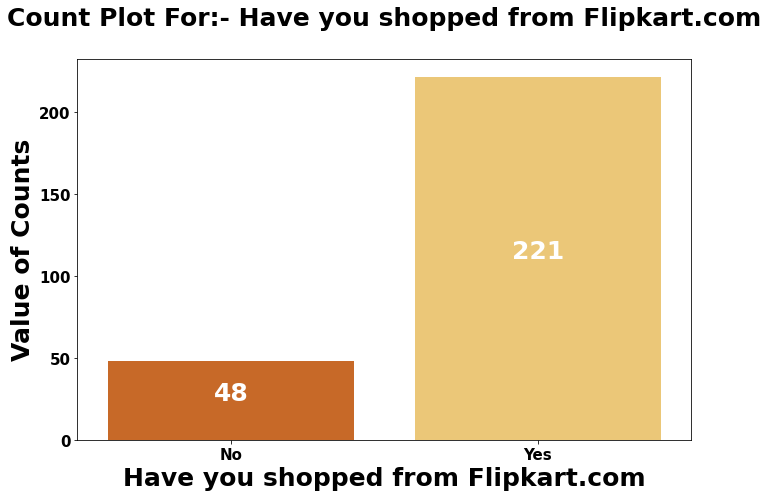 Count Plot For:- Have you shopped from Flipkart.com
Value of Counts
200
150
100
50
0
221
48
No
Yes
Have you shopped from Flipkart.com